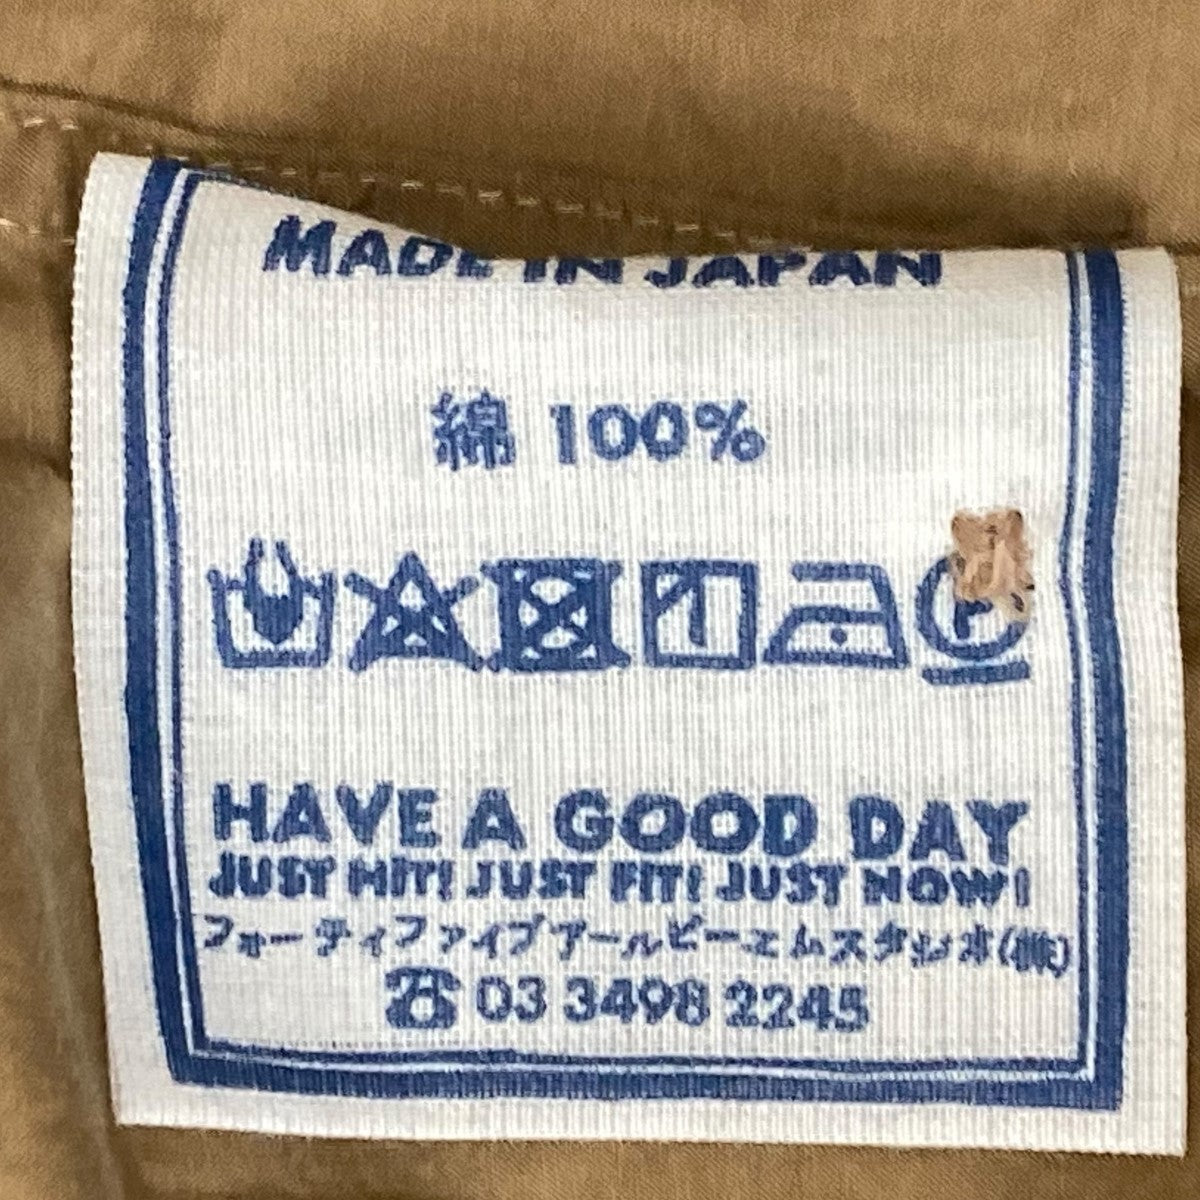 MADE IN JAPAN
綿 100%
P
HAVE A GOOD DAY
JUST HIT! JUST FIT! JUST NOW!
フォーティファイブアールピーエムスタジオ(株)
☎ 03 3498 2245